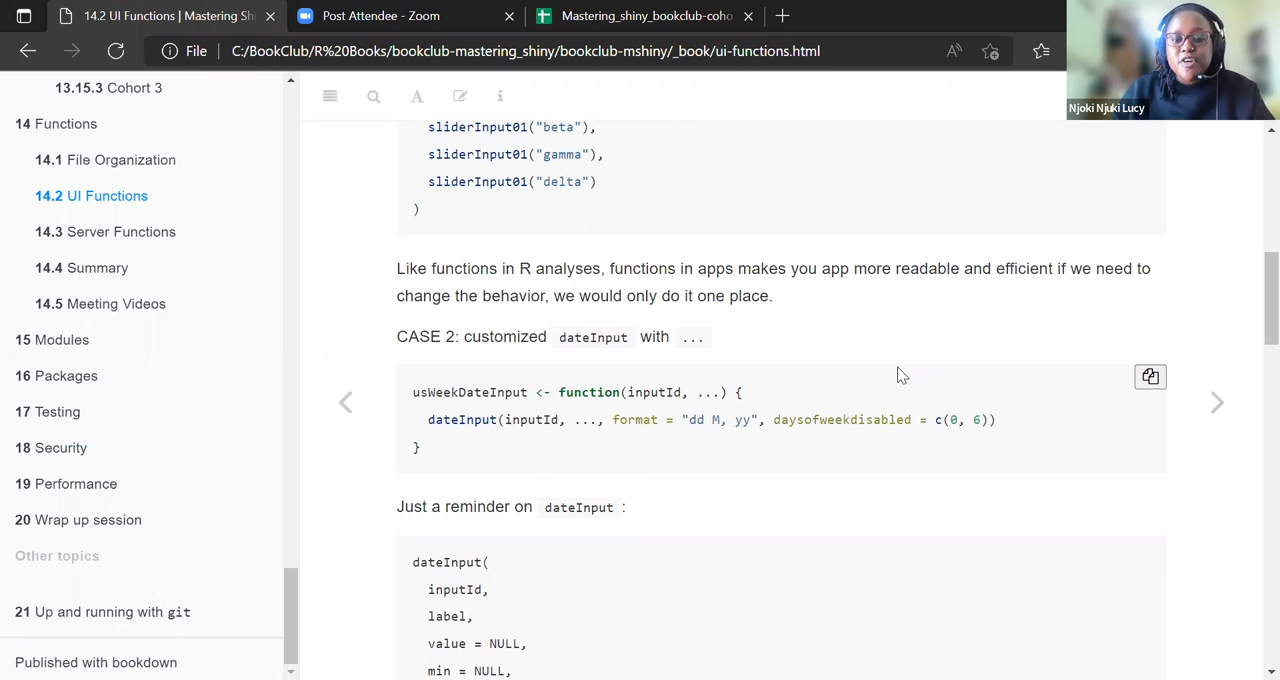 14.2 UI Functions | Mastering Shi
Post Attendee - Zoom
Mastering_shiny_bookclub-coho
File
C:/BookClub/R%20Books/bookclub-mastering_shiny/bookclub-mshiny/_book/ui-functions.html
Njoki Njuki Lucy
13.15.3 Cohort 3
14 Functions
14.1 File Organization
14.2 UI Functions
14.3 Server Functions
14.4 Summary
14.5 Meeting Videos
15 Modules
16 Packages
17 Testing
18 Security
19 Performance
20 Wrap up session
Other topics
21 Up and running with git
Published with bookdown
sliderInput01("beta"),
sliderInput01("gamma"),
sliderInput01("delta")
)
Like functions in R analyses, functions in apps makes you app more readable and efficient if we need to
change the behavior, we would only do it one place.
CASE 2: customized dateInput with ...
usWeekDateInput <- function(inputId, ...) {
dateInput(inputId, ..., format = "dd M, yy", daysofweekdisabled = c(0, 6))
}
Just a reminder on dateInput :
dateInput(
inputId,
label,
value = NULL,
min = NULL,